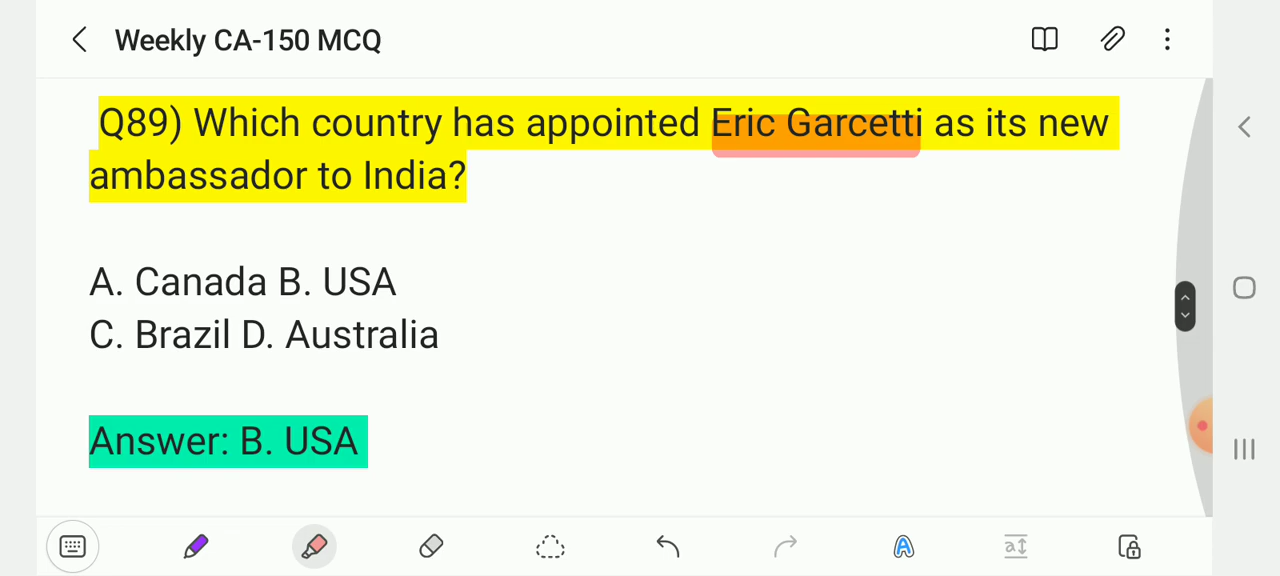 Weekly CA-150 MCQ
Q89) Which country has appointed Eric Garcetti as its new
ambassador to India?
A. Canada B. USA
C. Brazil D. Australia
Answer: B. USA